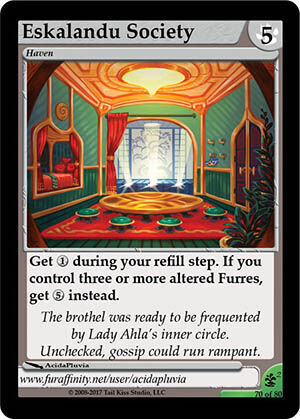 Eskalandu Society 5
Haven
Get ① during your refill step. If you
control three or more altered Furres,
get ⑤ instead.
The brothel was ready to be frequented
by Lady Ahla's inner circle.
Unchecked, gossip could run rampant.
AcidaPluvia
www.furaffinity.net/user/acidapluvia
© 2008-2017 Tail Kiss Studio, LLC
70 of 80